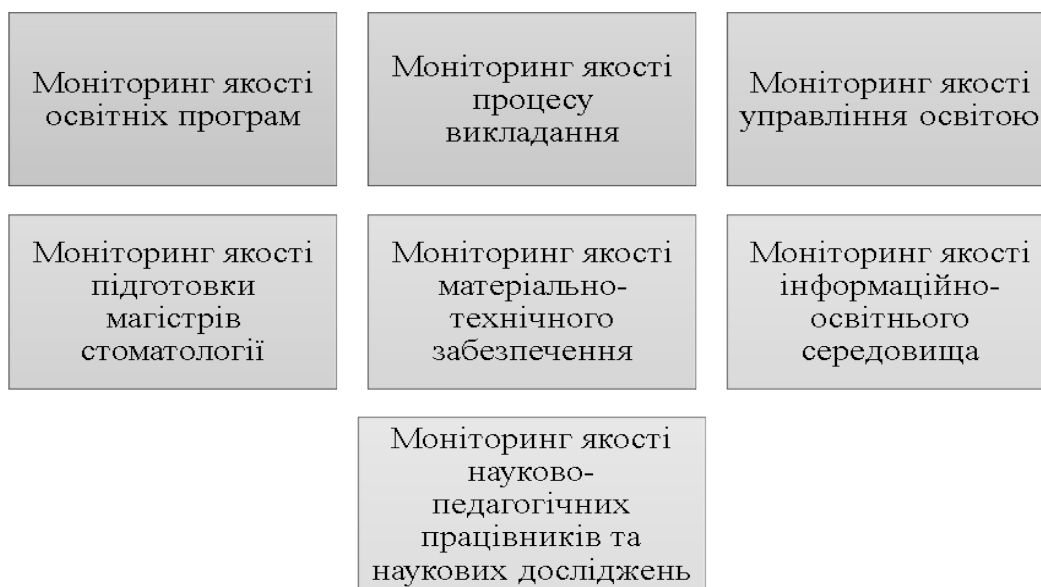 Моніторинг якості
освітніх програм
Моніторинг якості
процесу
викладання
Моніторинг якості
управління освітою
Моніторинг якості
підготовки
магістрів
стоматології
Моніторинг якості
матеріально-
технічного
забезпечення
Моніторинг якості
інформаційно-
освітнього
середовища
Моніторинг якості
науково-
педагогічних
працівників та
наукових досліджень